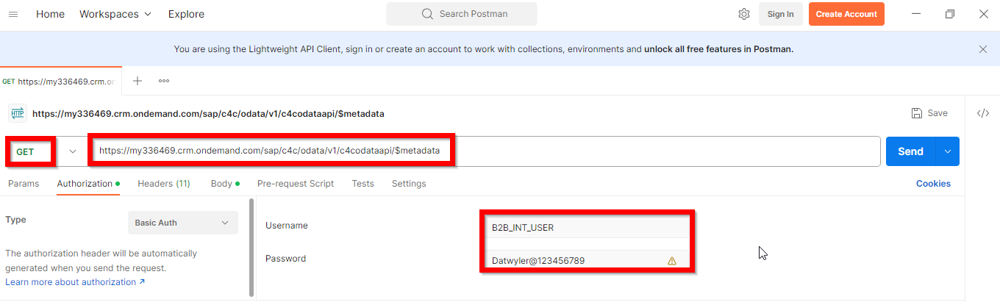 Home Workspaces Explore Search Postman Sign In Create Account
You are using the Lightweight API Client, sign in or create an account to work with collections, environments and unlock all free features in Postman.
GET https://my336469.crm.on
HTTP https://my336469.crm.ondemand.com/sap/c4c/odata/v1/c4codataapi/$metadata Save
GET https://my336469.crm.ondemand.com/sap/c4c/odata/v1/c4codataapi/$metadata Send
Params Authorization Headers (11) Body Pre-request Script Tests Settings Cookies
Type Basic Auth
The authorization header will be automatically
generated when you send the request.
Learn more about authorization ↗
Username B2B_INT_USER
Password Datwyler@123456789